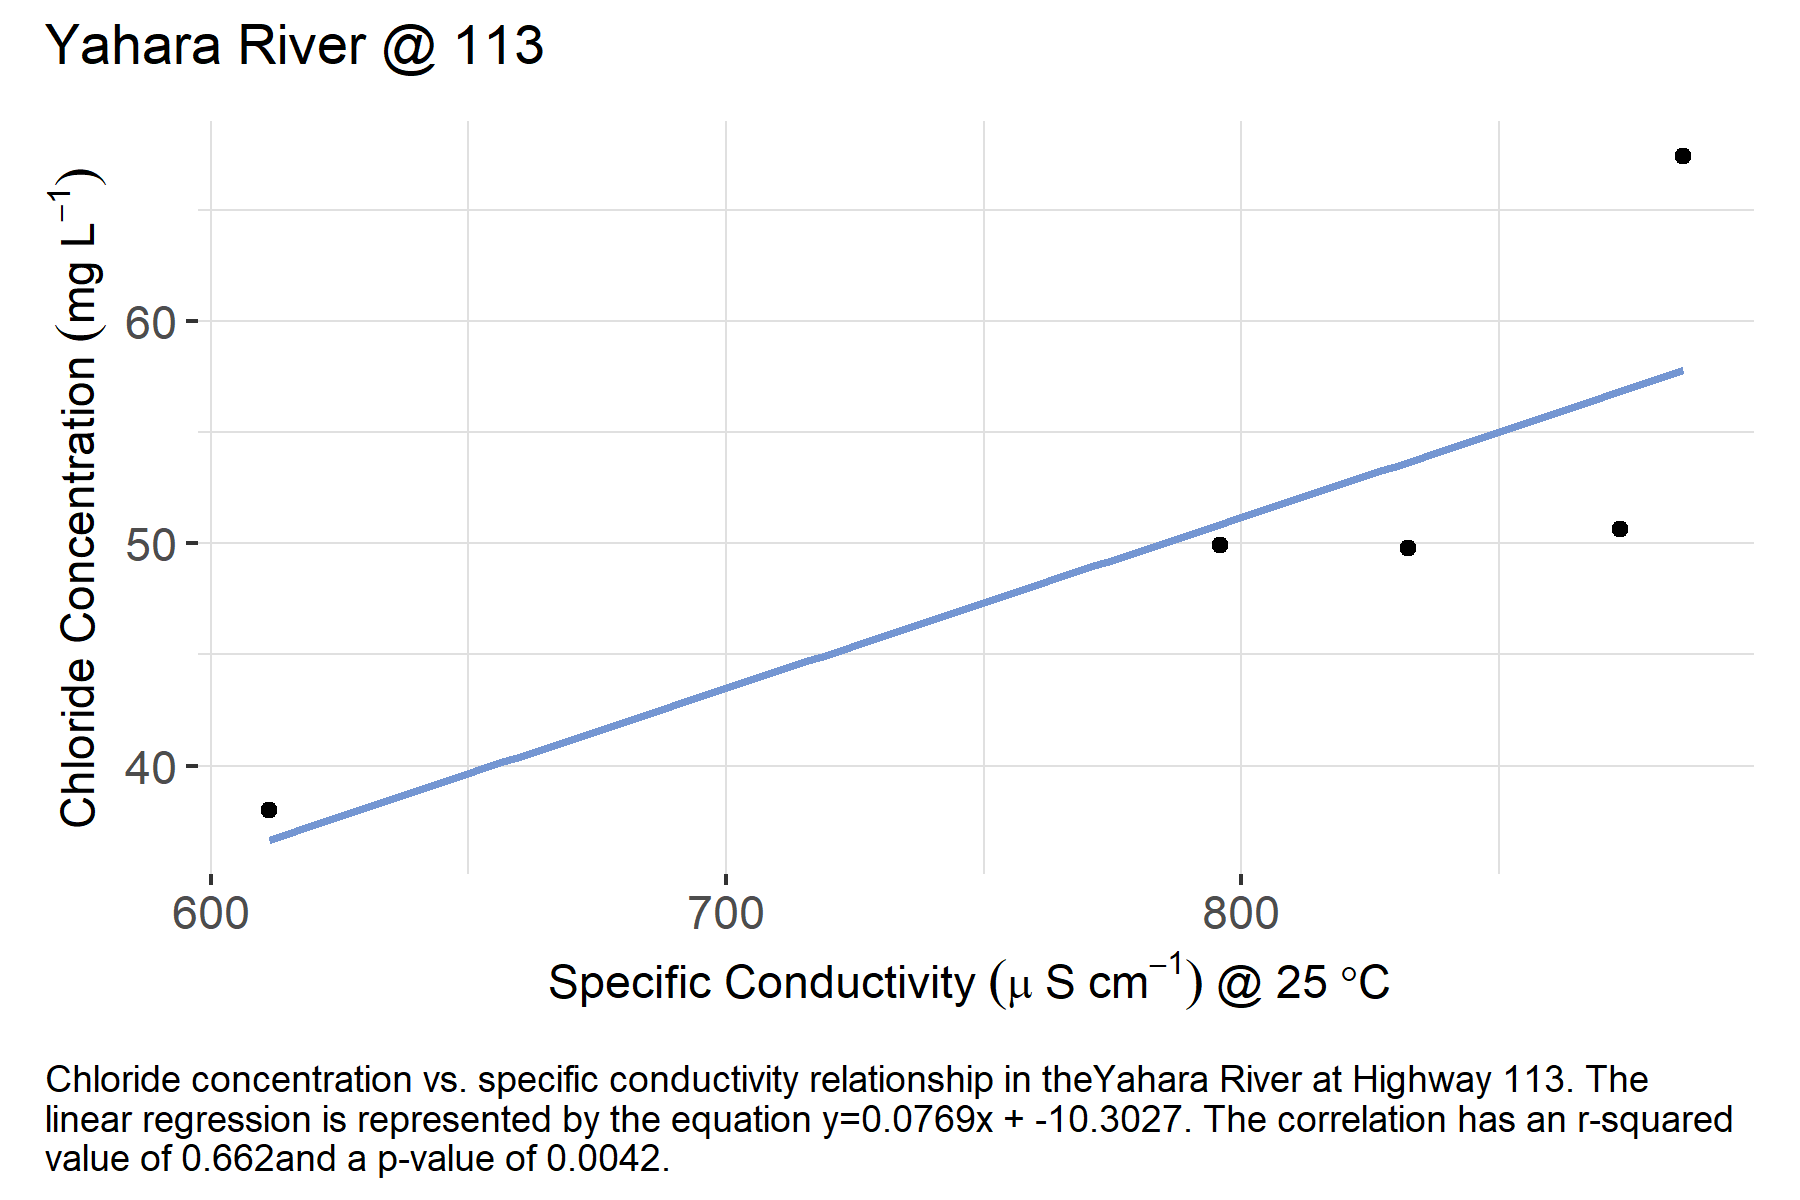 Yahara River @ 113
Chloride Concentration (mg L⁻¹)
60
50
40
600 700 800
Specific Conductivity (μ S cm⁻¹) @ 25 °C
Chloride concentration vs. specific conductivity relationship in theYahara River at Highway 113. The
linear regression is represented by the equation y=0.0769x + -10.3027. The correlation has an r-squared
value of 0.662and a p-value of 0.0042.